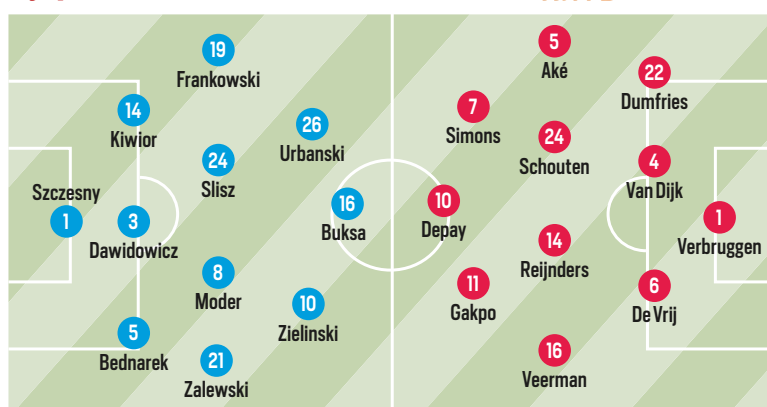 19
Frankowski
14
Kiwior
26
Urbanski
24
Slisz
Szczesny
1
3
Dawidowicz
16
Buksa
8
Moder
10
Zielinski
5
Bednarek
21
Zalewski
5
Aké
22
Dumfries
7
Simons
24
Schouten
4
Van Dijk
10
Depay
1
Verbruggen
14
Reijnders
11
Gakpo
6
De Vrij
16
Veerman